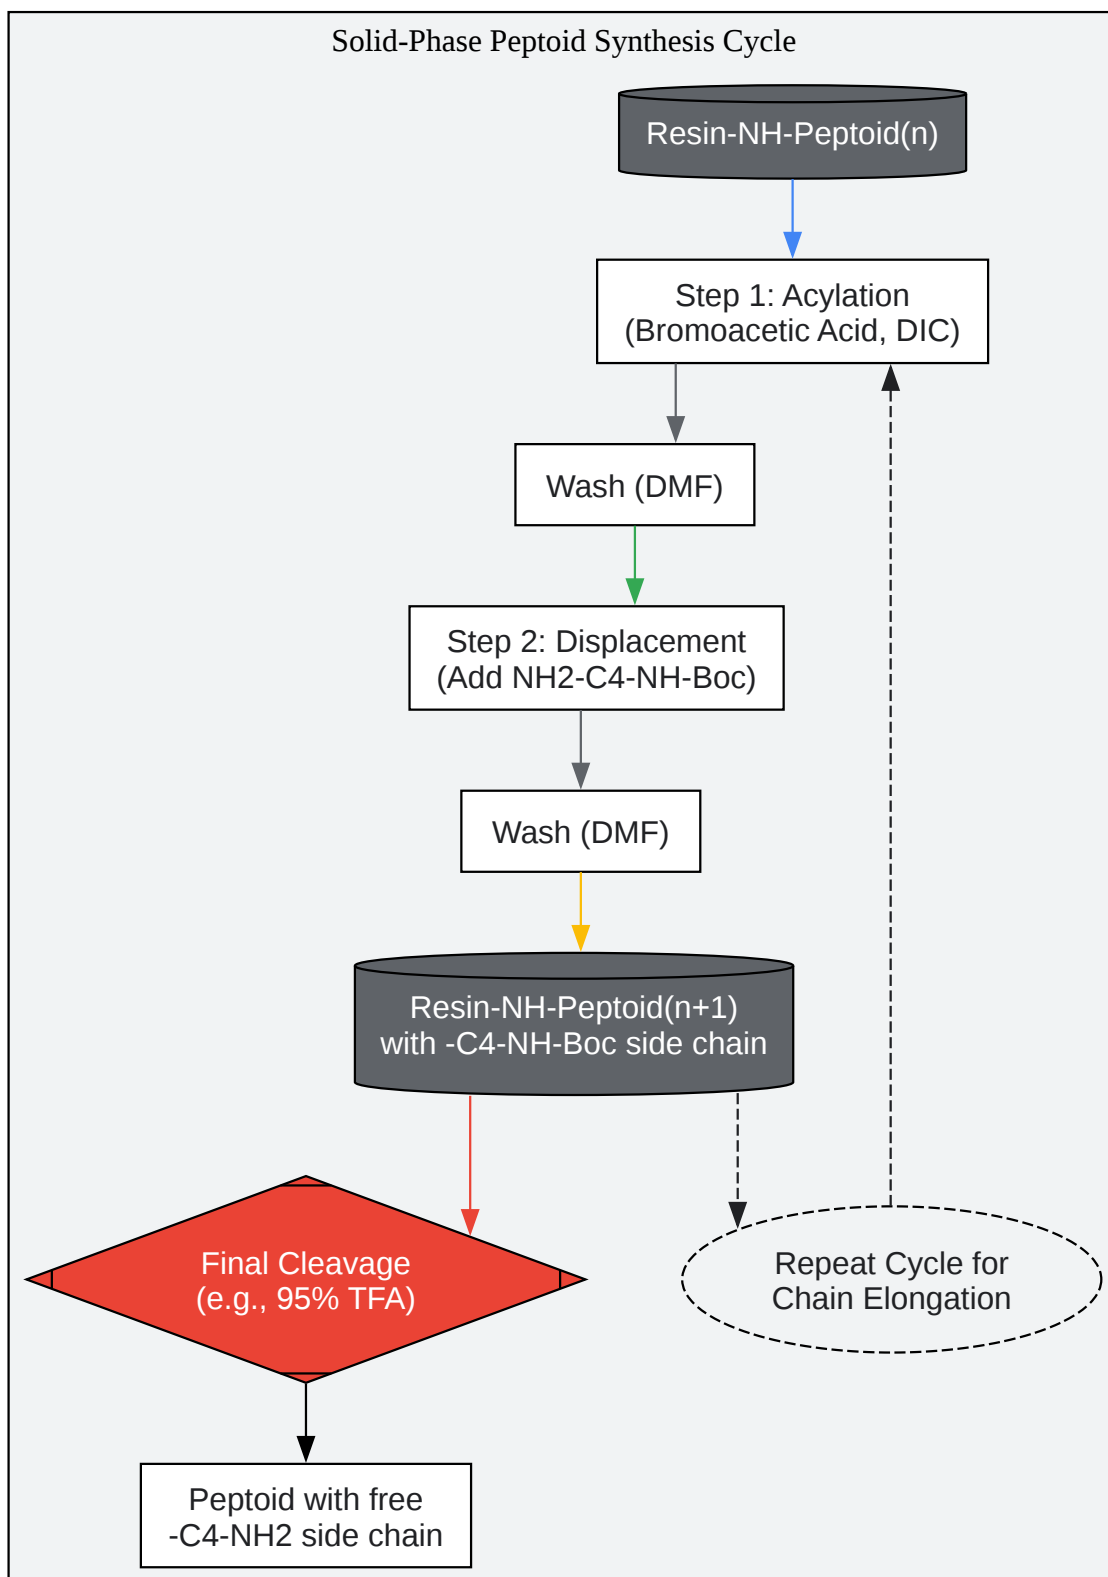 Solid-Phase Peptoid Synthesis Cycle
Resin-NH-Peptoid(n)
Step 1: Acylation
(Bromoacetic Acid, DIC)
Wash (DMF)
Step 2: Displacement
(Add NH2-C4-NH-Boc)
Wash (DMF)
Resin-NH-Peptoid(n+1)
with -C4-NH-Boc side chain
Final Cleavage
(e.g., 95% TFA)
Repeat Cycle for
Chain Elongation
Peptoid with free
-C4-NH2 side chain